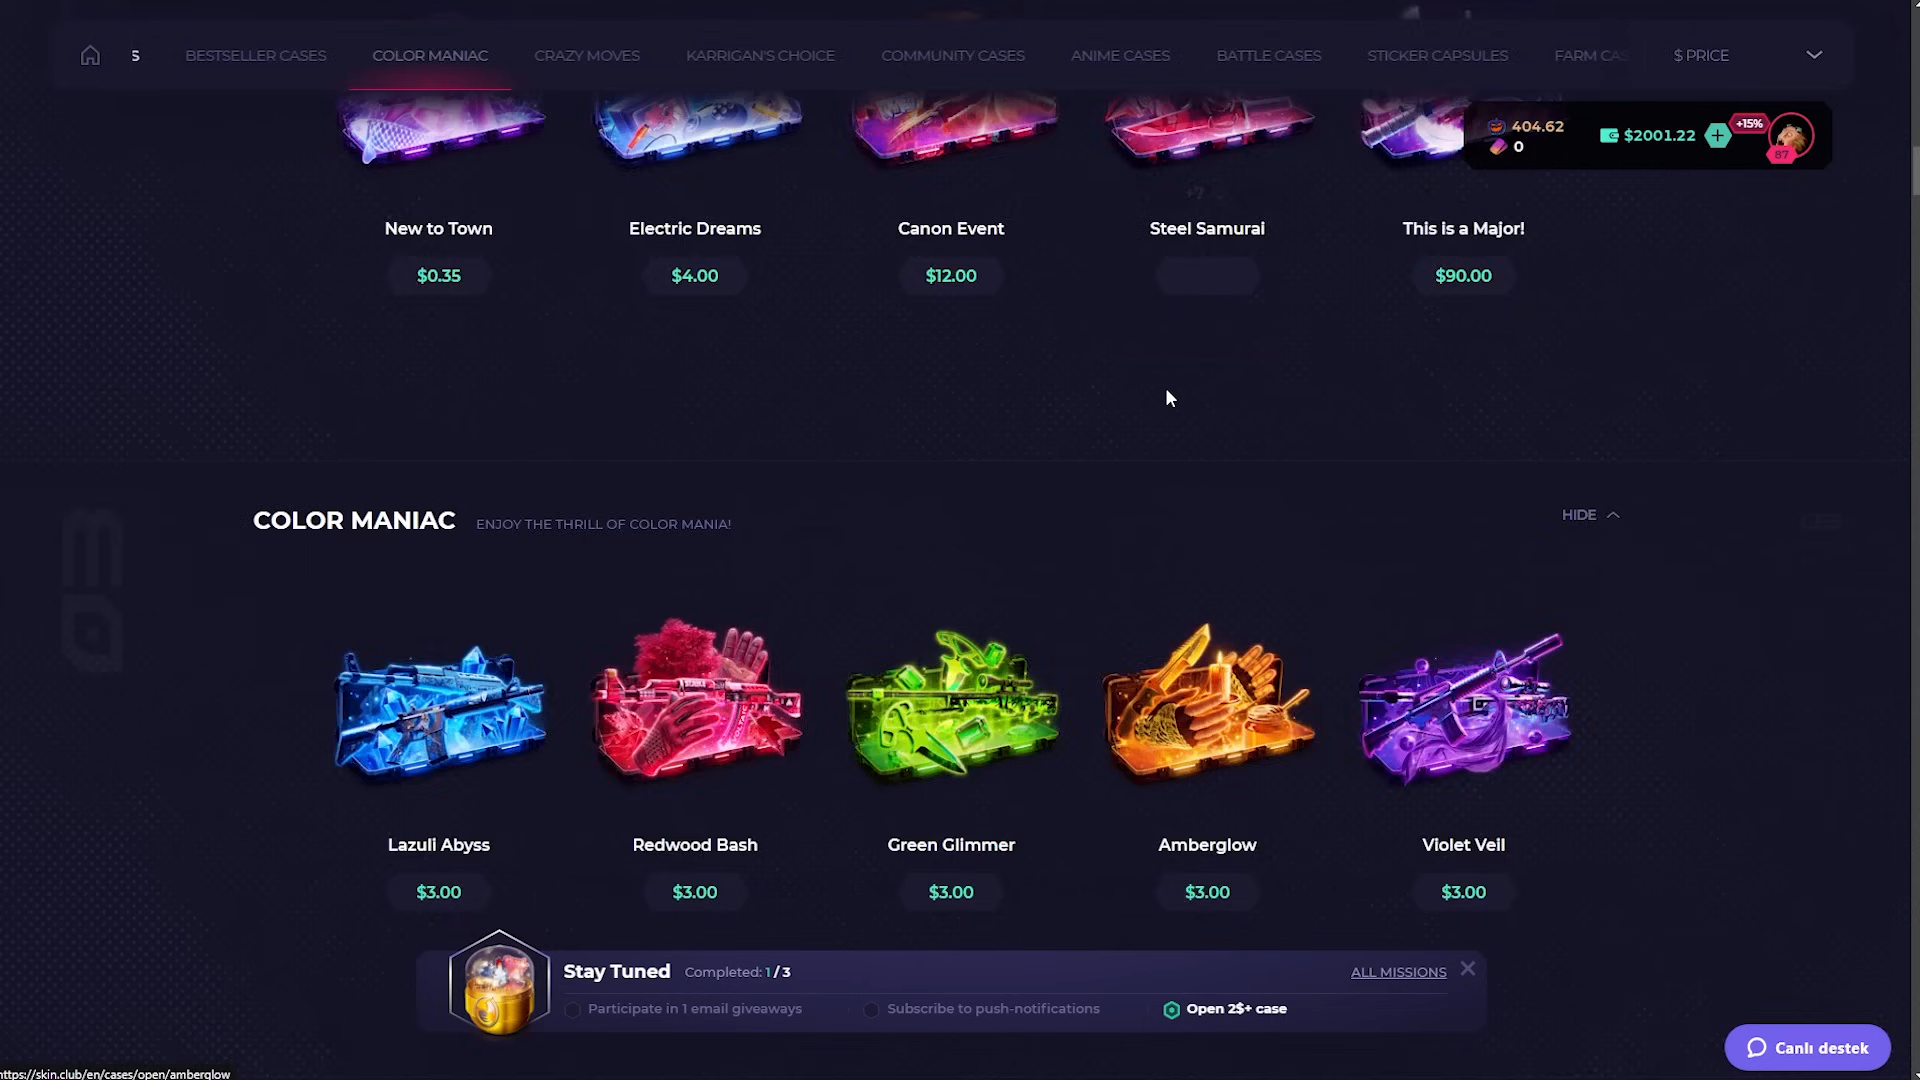 S BESTSELLER CASES COLOR MANIAC CRAZY MOVES KARRIGAN'S CHOICE COMMUNITY CASES ANIME CASES BATTLE CASES STICKER CAPSULES FARM CAS $ PRICE
404.62
0
$2001.22
+15%
87
New to Town Electric Dreams Canon Event Steel Samurai This is a Major!
$0.35 $4.00 $12.00 $90.00
COLOR MANIAC ENJOY THE THRILL OF COLOR MANIA! HIDE
Lazuli Abyss Redwood Bash Green Glimmer Amberglow Violet Veil
$3.00 $3.00 $3.00 $3.00 $3.00
Stay Tuned Completed: 1 / 3 ALL MISSIONS
Participate in 1 email giveaways Subscribe to push-notifications Open 2$+ case
Canlı destek
https://skin.club/en/cases/open/amberglow